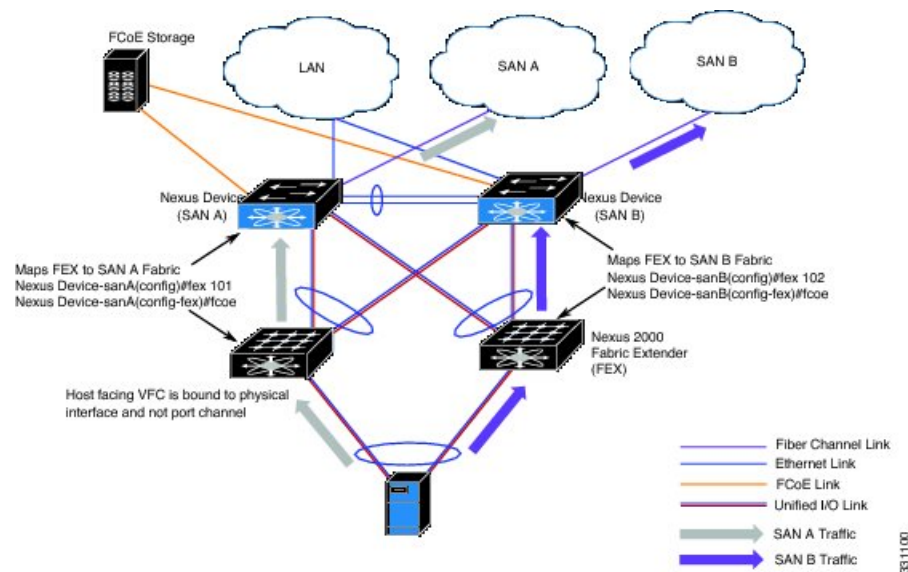 FCoE Storage
LAN
SAN A
SAN B
Nexus Device
(SAN A)
Nexus Device
(SAN B)
Maps FEX to SAN A Fabric
Nexus Device-sanA(config)#fex 101
Nexus Device-sanA(config-fex)#fcoe
Maps FEX to SAN B Fabric
Nexus Device-sanB(config)#fex 102
Nexus Device-sanB(config-fex)#fcoe
Nexus 2000
Fabric Extender
(FEX)
Host facing VFC is bound to physical
interface and not port channel
Fiber Channel Link
Ethernet Link
FCoE Link
Unified I/O Link
SAN A Traffic
SAN B Traffic
331100